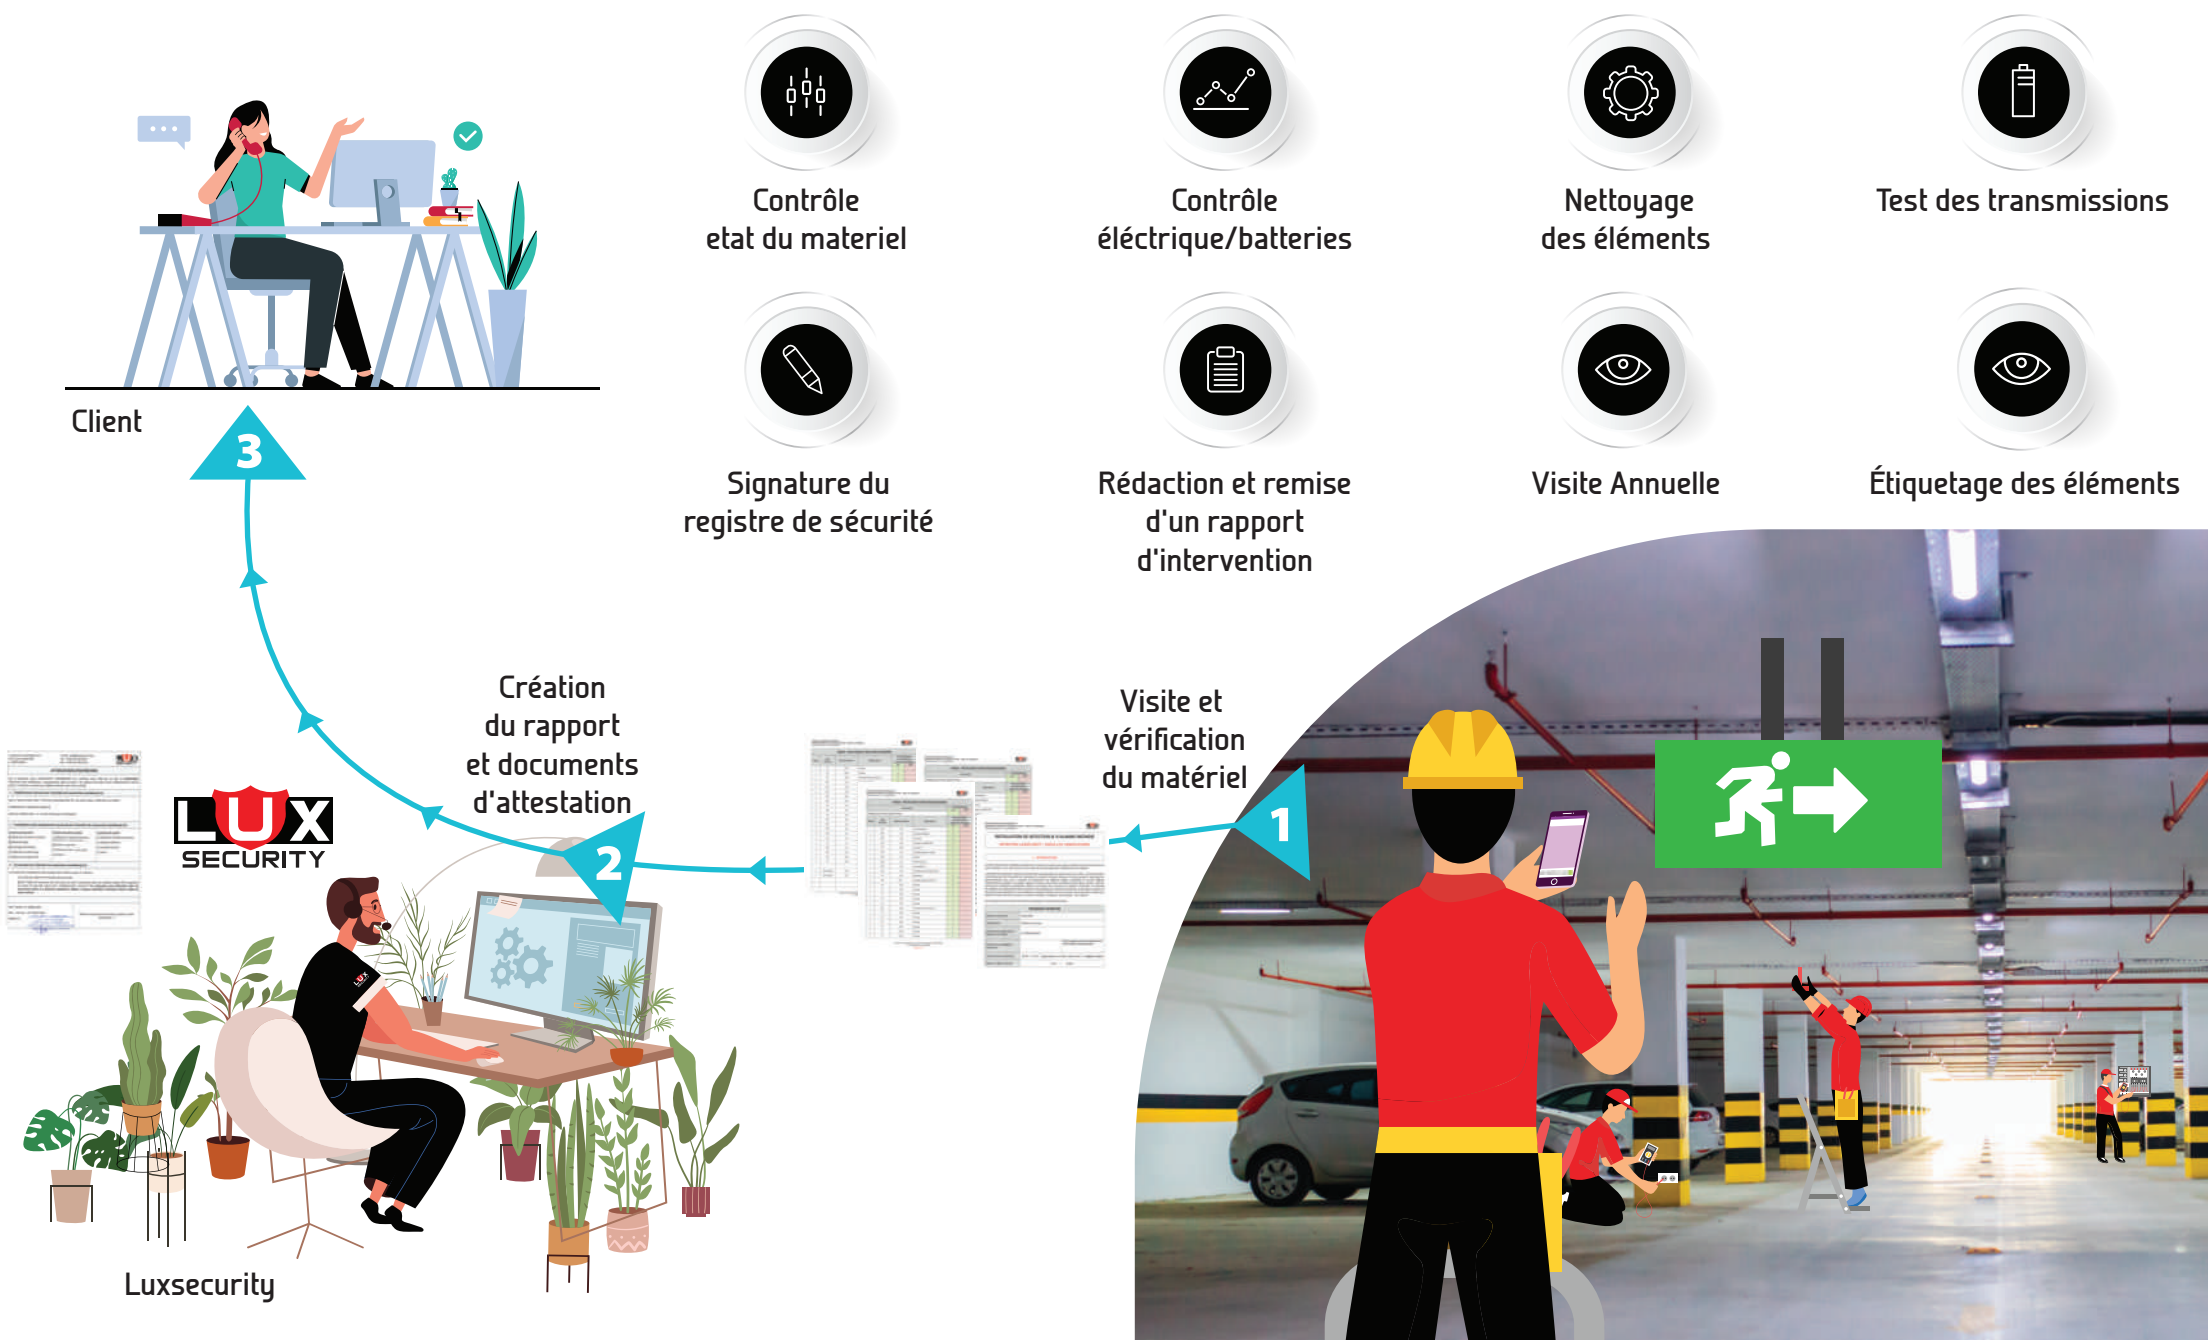 Contrôle
etat du materiel
Contrôle
éléctrique/batteries
Nettoyage
des éléments
Test des transmissions
Signature du
registre de sécurité
Rédaction et remise
d'un rapport
d'intervention
Visite Annuelle
Étiquetage des éléments
Client
3
Création
du rapport
et documents
d'attestation
2
Visite et
vérification
du matériel
1
LUX
SECURITY
LUX
Luxsecurity